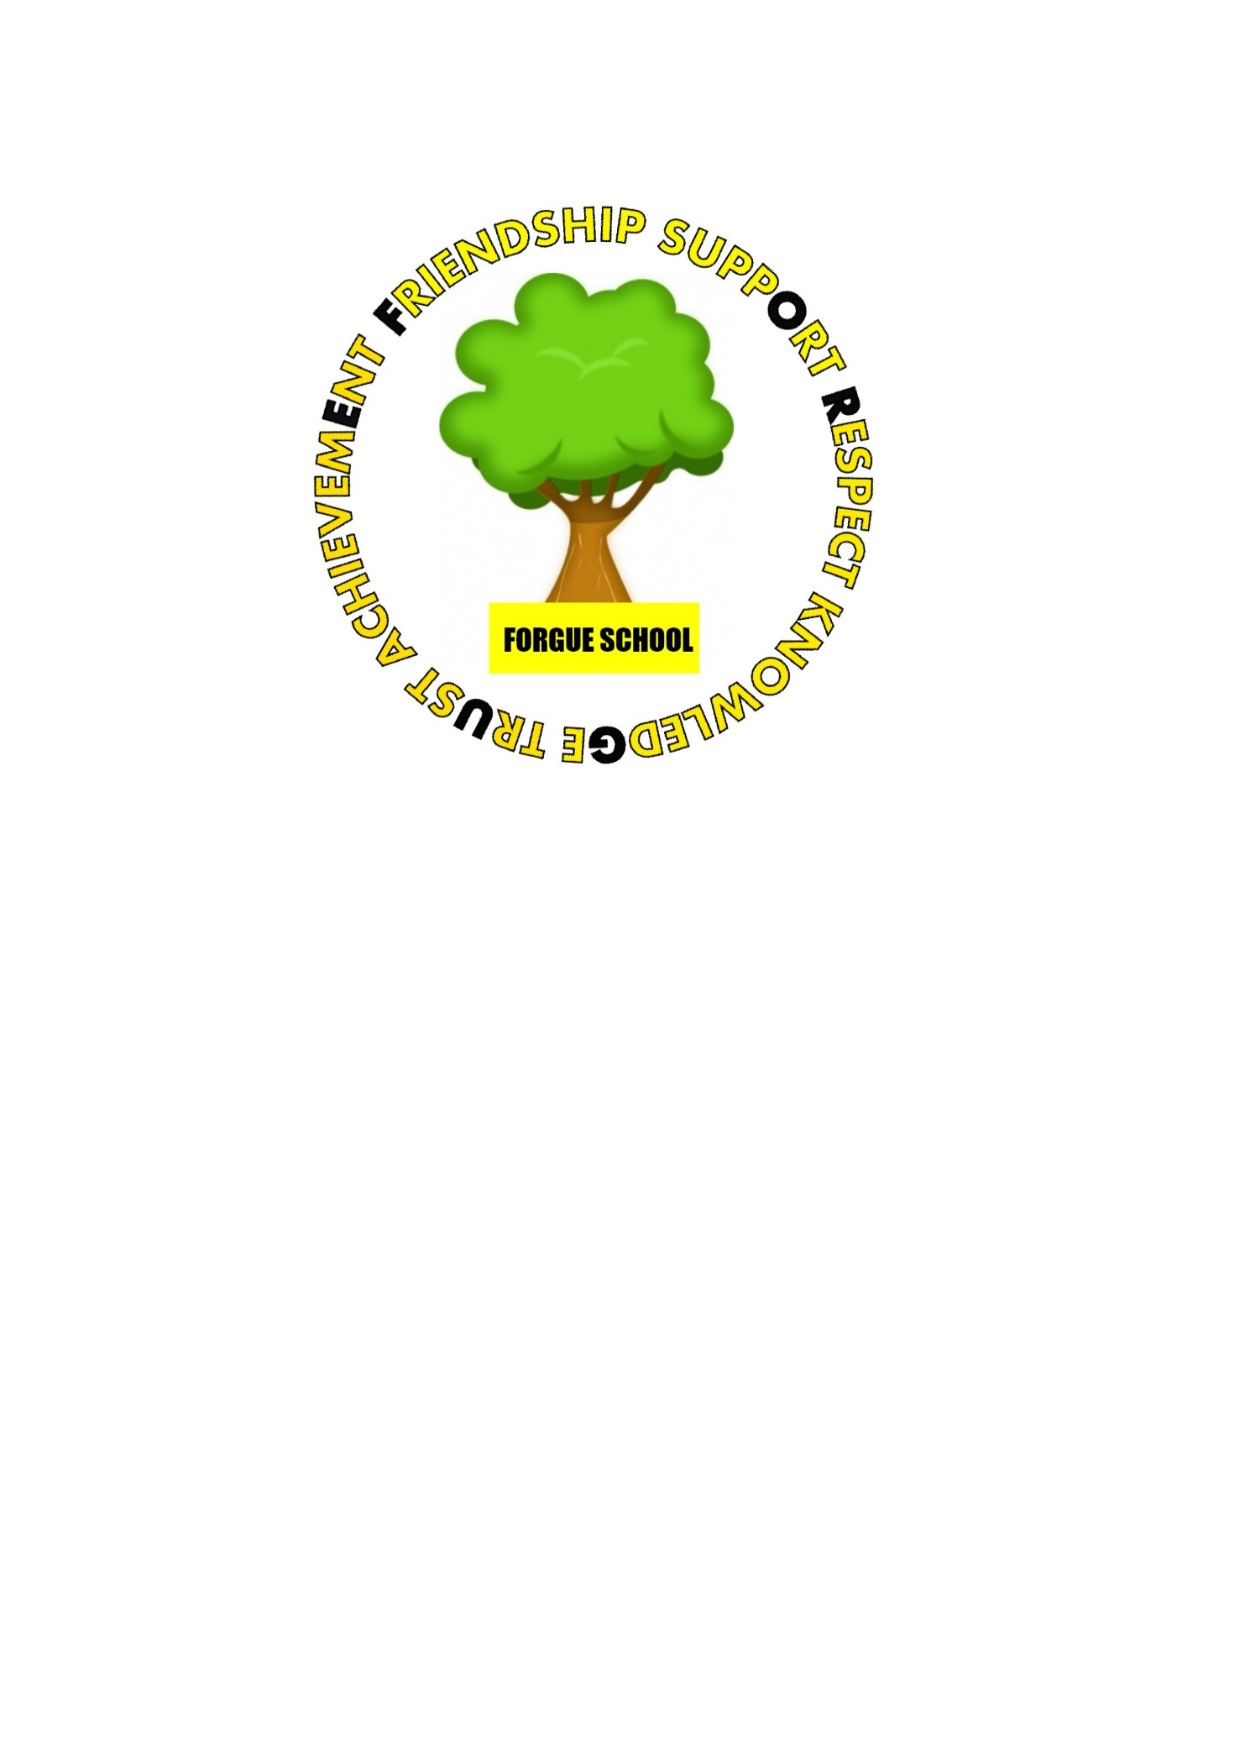 FRIENDSHIP SUPPORT RESPECT KNOWLEDGE TRUST ACHIEVEMENT
FORGUE SCHOOL